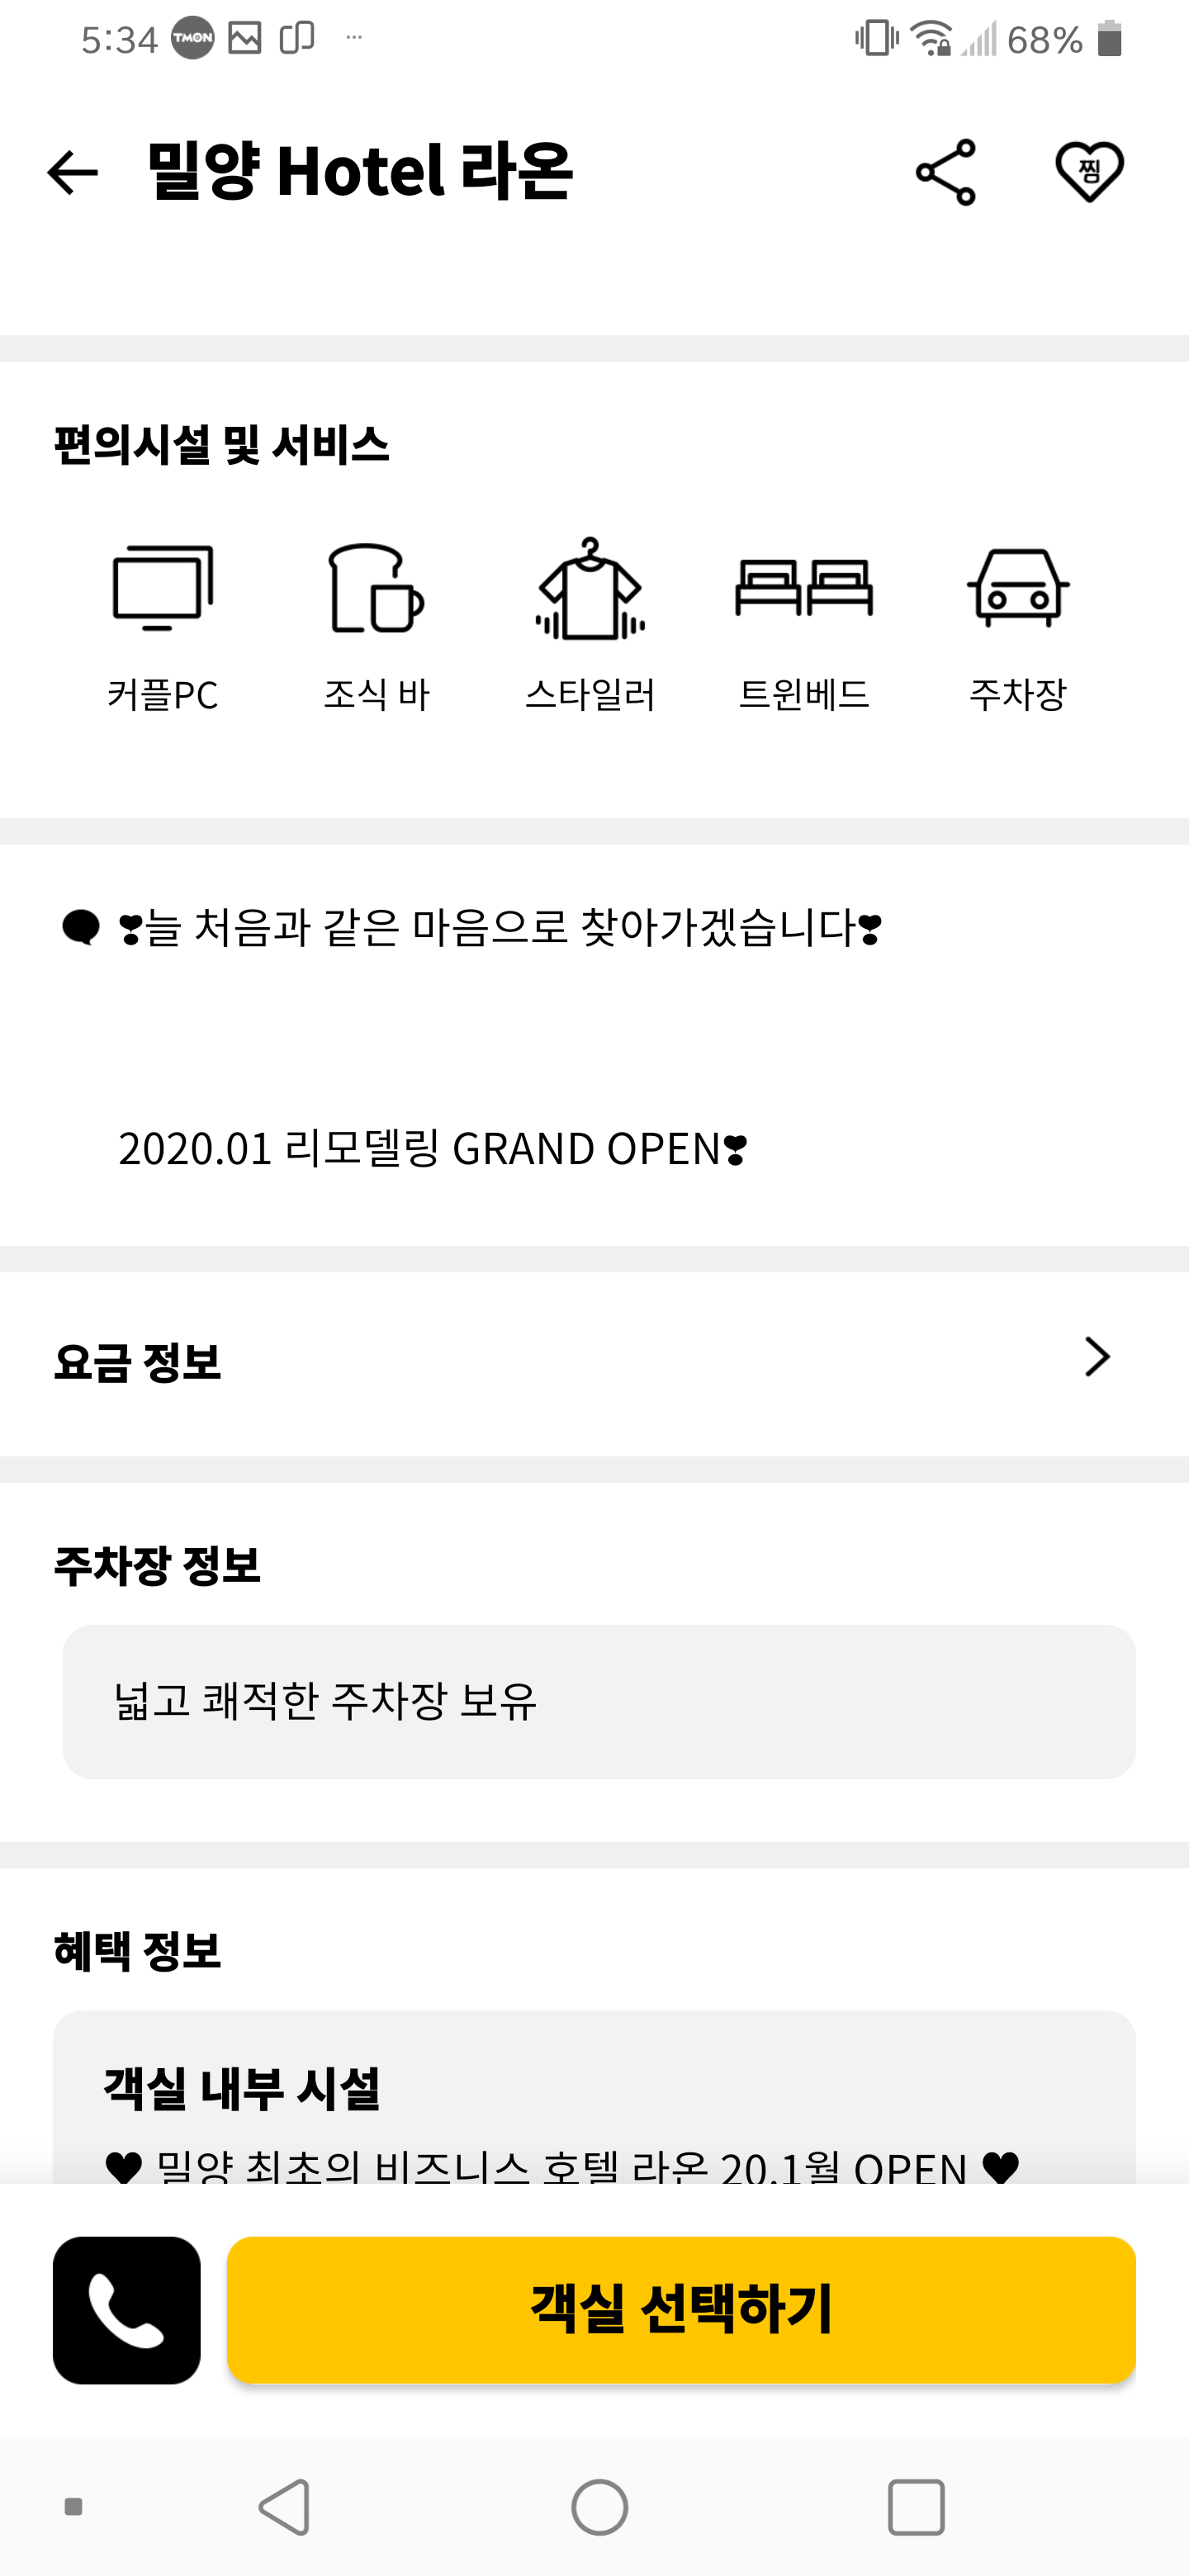 5:34 TMON ... 68%
밀양 Hotel 라온 찜
편의시설 및 서비스
커플PC 조식 바 스타일러 트윈베드 주차장
❣늘 처음과 같은 마음으로 찾아가겠습니다❣
2020.01 리모델링 GRAND OPEN❣
요금 정보
주차장 정보
넓고 쾌적한 주차장 보유
혜택 정보
객실 내부 시설
♥ 밀양 최초의 비즈니스 호텔 라온 20.1월 OPEN ♥
객실 선택하기